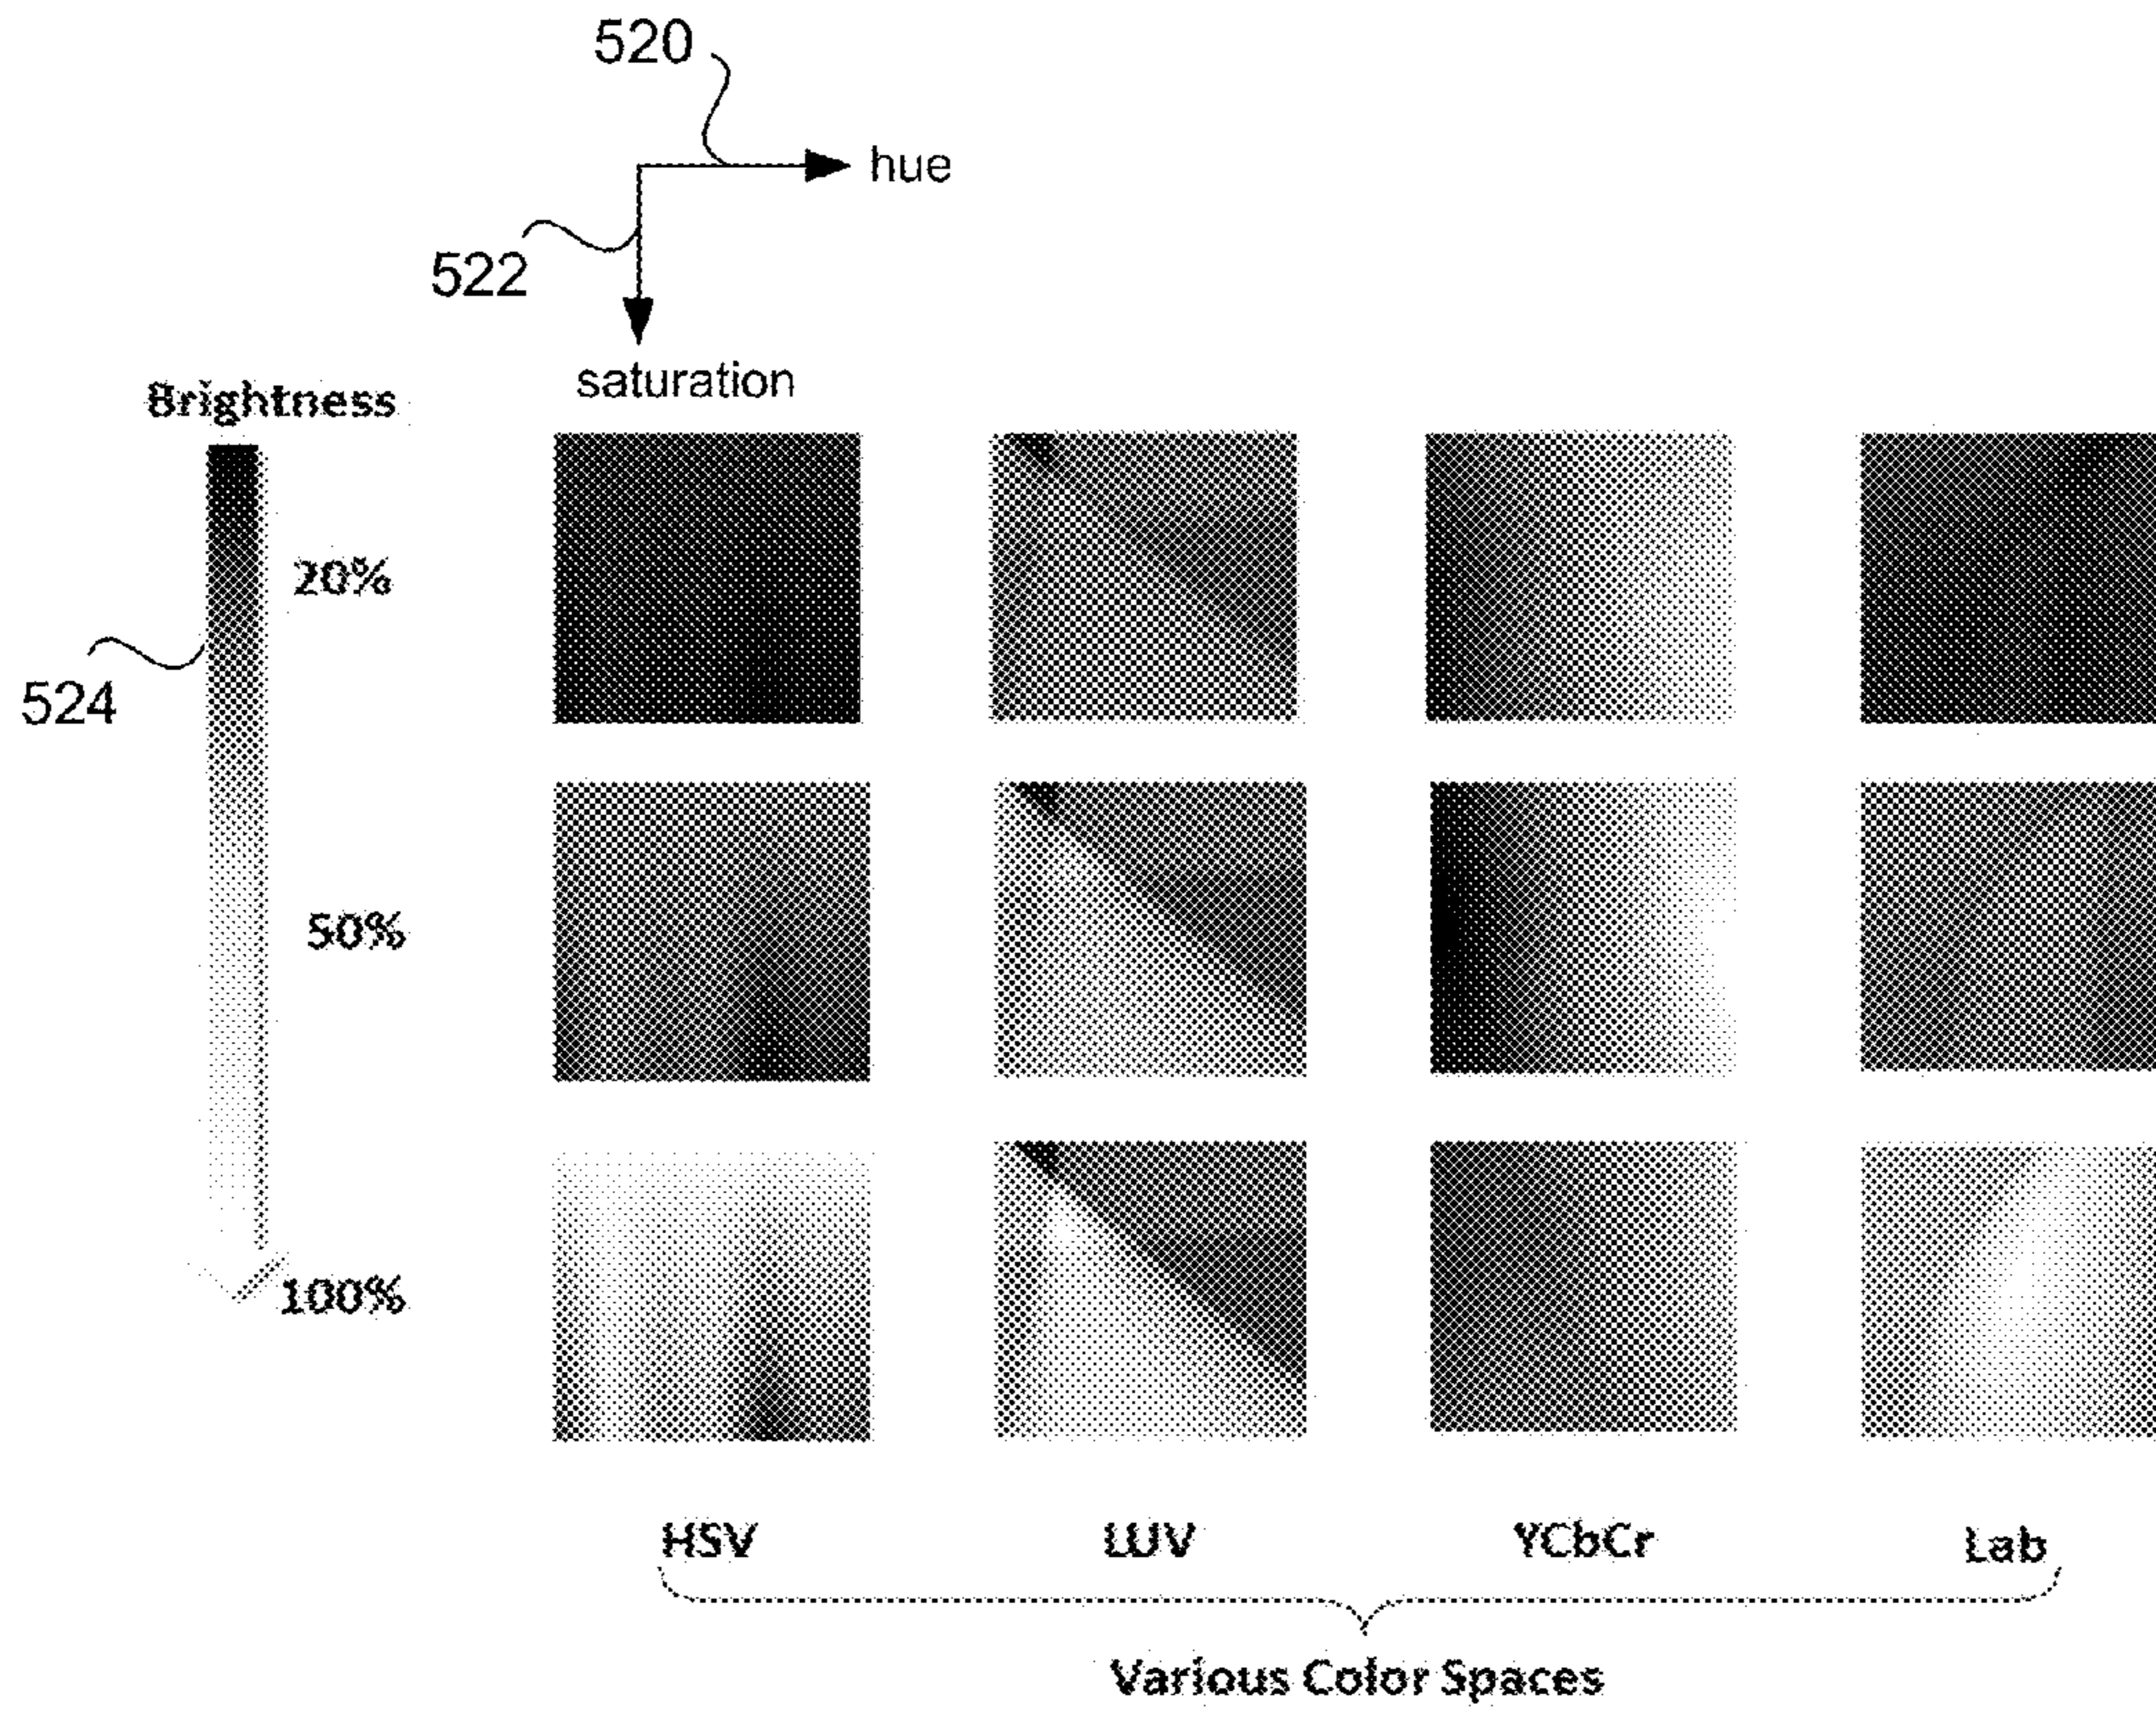 520
hue
522
saturation
Brightness
20%
524
50%
100%
HSV LUV YCbCr Lab
Various Color Spaces